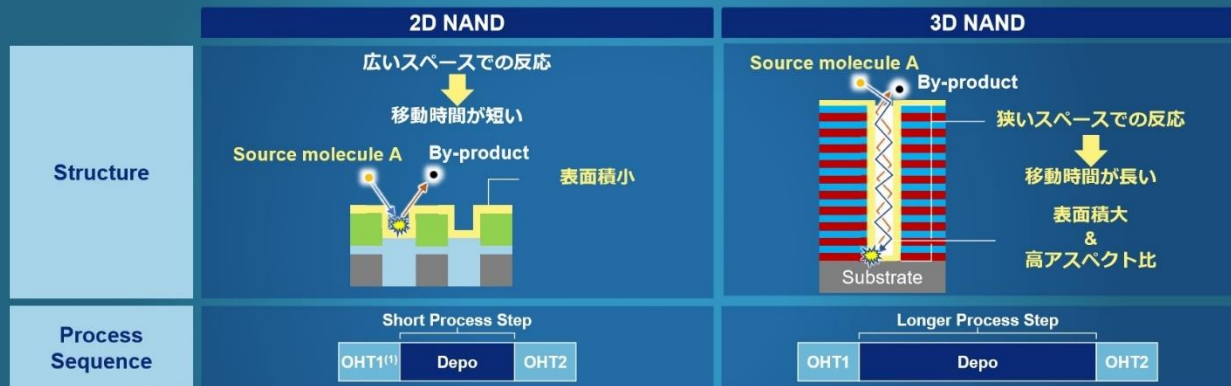 2D NAND
3D NAND
Structure
広いスペースでの反応
移動時間が短い
Source molecule A
By-product
表面積小
Source molecule A
By-product
狭いスペースでの反応
移動時間が長い
表面積大
&
高アスペクト比
Substrate
Process
Sequence
Short Process Step
OHT1(1)
Depo
OHT2
Longer Process Step
OHT1
Depo
OHT2